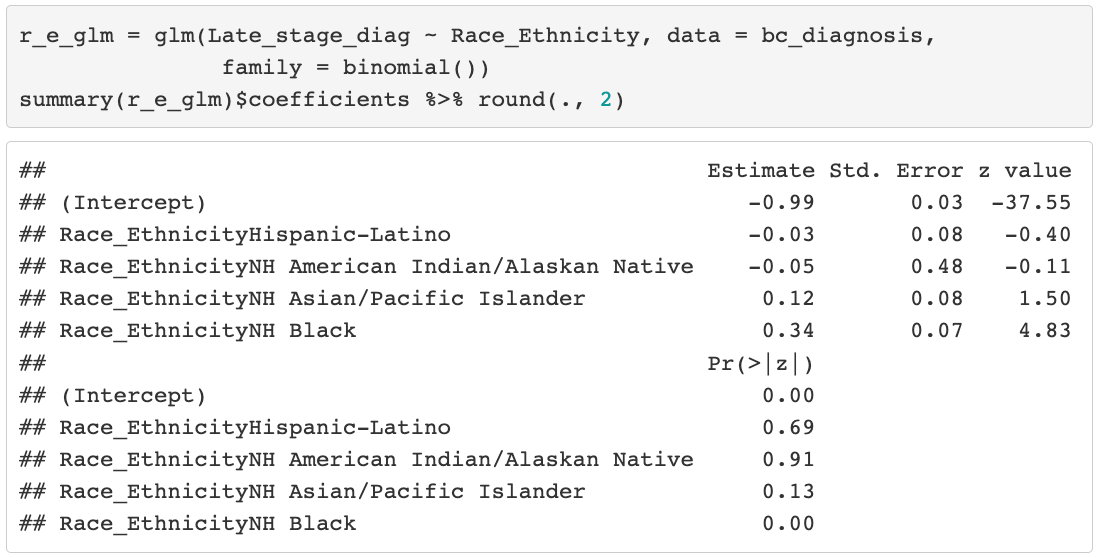 r_e_glm = glm(Late_stage_diag ~ Race_Ethnicity, data = bc_diagnosis,
              family = binomial())
summary(r_e_glm)$coefficients %>% round(., 2)
##                                          Estimate Std. Error z value
## (Intercept)                                 -0.99       0.03  -37.55
## Race_EthnicityHispanic-Latino               -0.03       0.08   -0.40
## Race_EthnicityNH American Indian/Alaskan Native    -0.05       0.48   -0.11
## Race_EthnicityNH Asian/Pacific Islander      0.12       0.08    1.50
## Race_EthnicityNH Black                       0.34       0.07    4.83
##                                          Pr(>|z|)
## (Intercept)                                  0.00
## Race_EthnicityHispanic-Latino                0.69
## Race_EthnicityNH American Indian/Alaskan Native     0.91
## Race_EthnicityNH Asian/Pacific Islander      0.13
## Race_EthnicityNH Black                       0.00